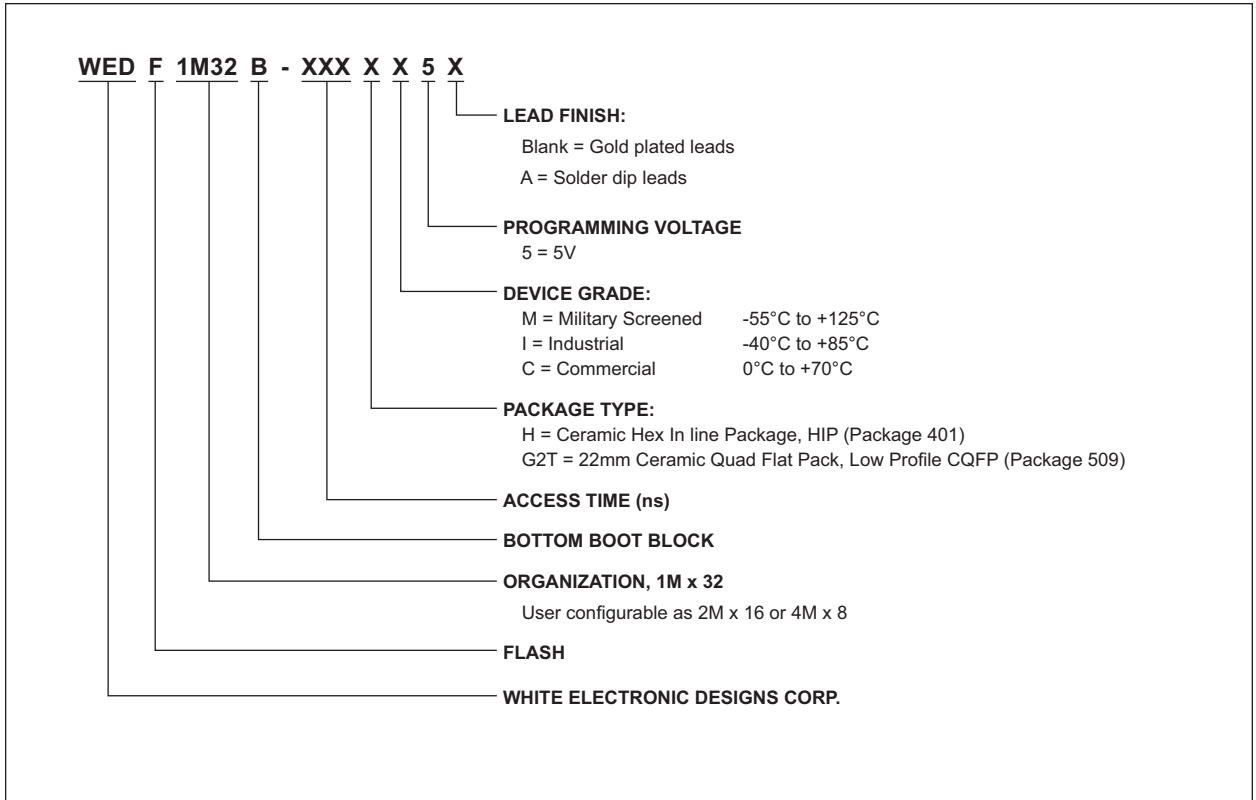 WED F 1M32 B - XXX X X 5 X
LEAD FINISH:
Blank = Gold plated leads
A = Solder dip leads
PROGRAMMING VOLTAGE
5 = 5V
DEVICE GRADE:
M = Military Screened -55°C to +125°C
I = Industrial -40°C to +85°C
C = Commercial 0°C to +70°C
PACKAGE TYPE:
H = Ceramic Hex In line Package, HIP (Package 401)
G2T = 22mm Ceramic Quad Flat Pack, Low Profile CQFP (Package 509)
ACCESS TIME (ns)
BOTTOM BOOT BLOCK
ORGANIZATION, 1M x 32
User configurable as 2M x 16 or 4M x 8
FLASH
WHITE ELECTRONIC DESIGNS CORP.